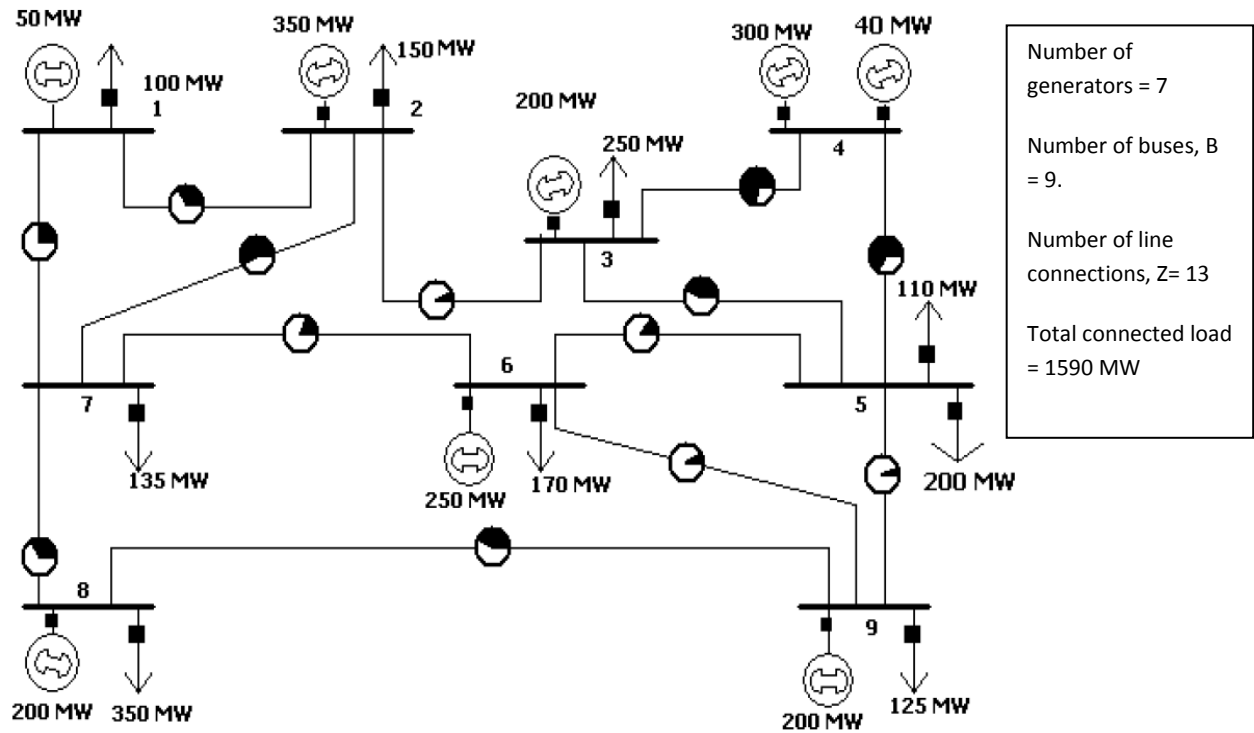 50 MW
350 MW
150 MW
300 MW
40 MW
100 MW
1
2
200 MW
250 MW
4
3
110 MW
6
7
5
135 MW
250 MW
170 MW
200 MW
8
9
200 MW
350 MW
200 MW
125 MW
Number of
generators = 7
Number of buses, B
= 9.
Number of line
connections, Z= 13
Total connected load
= 1590 MW